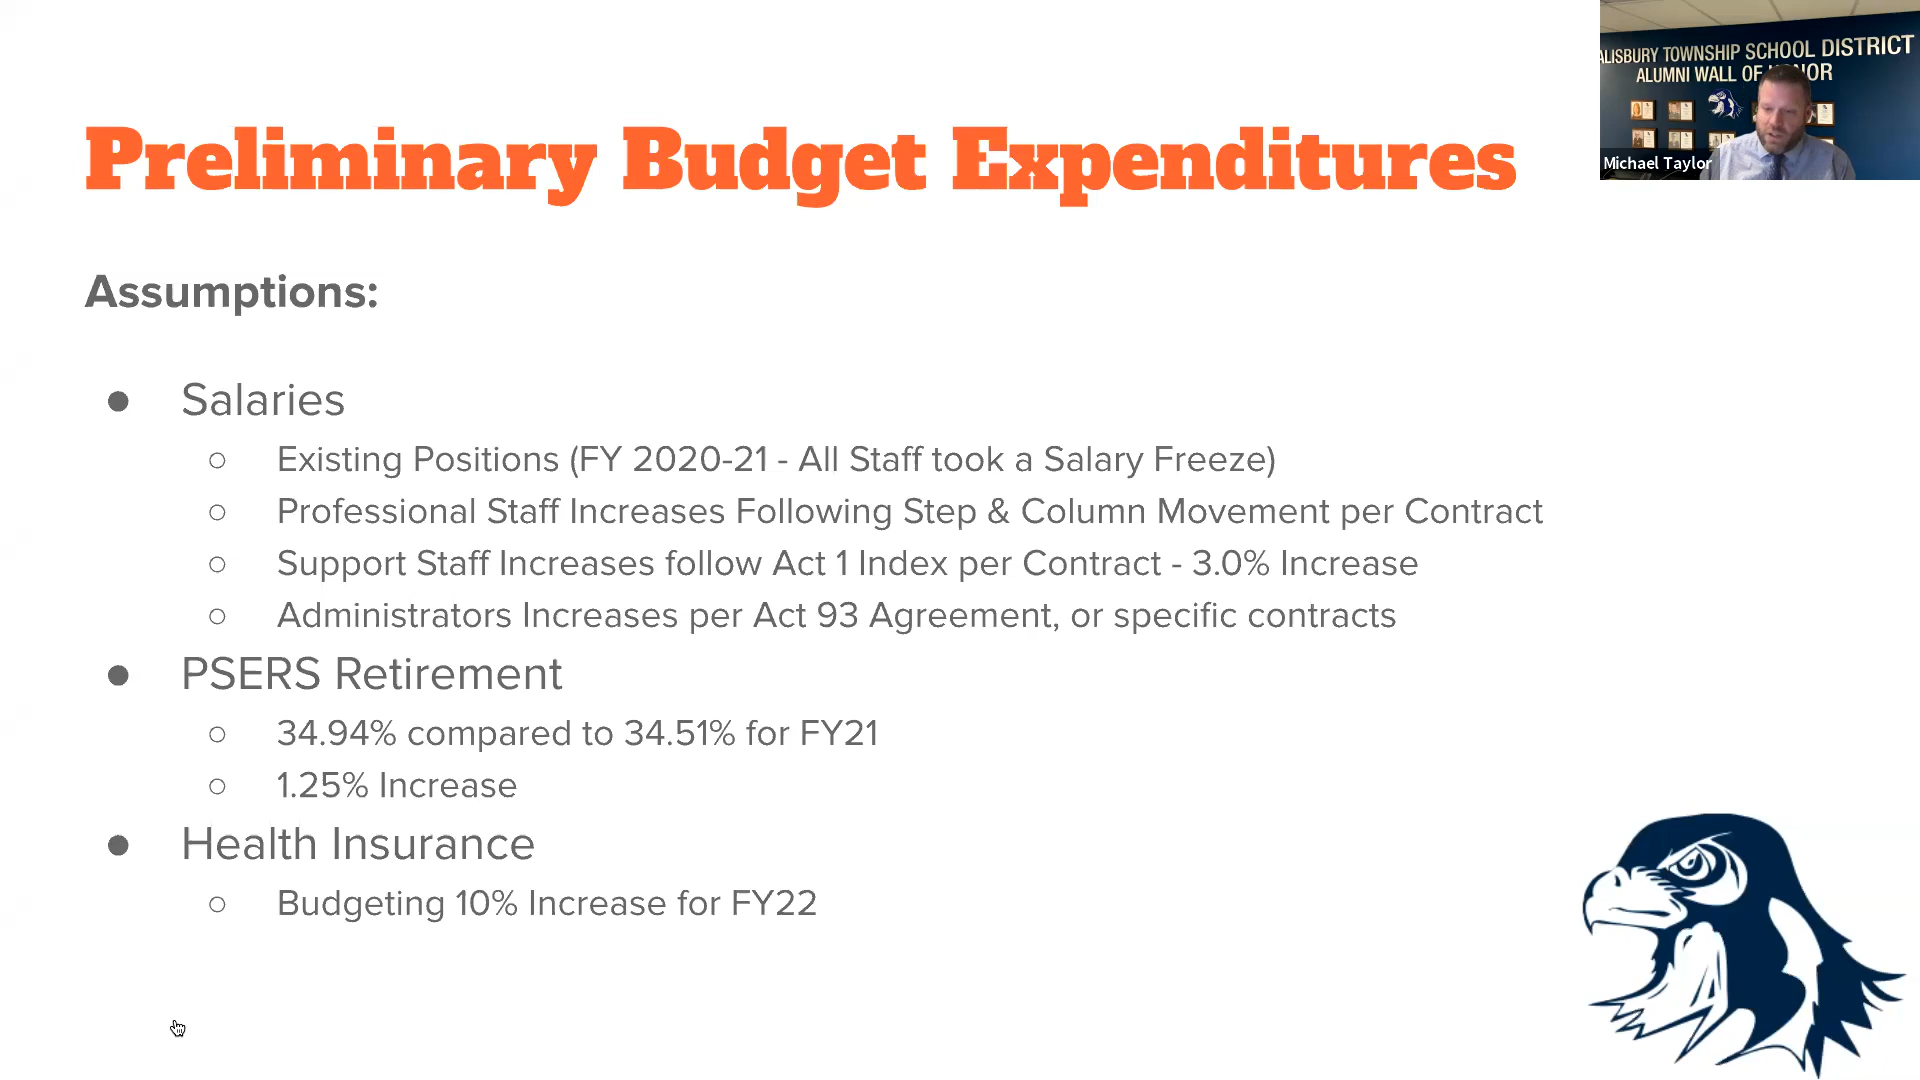 Preliminary Budget Expenditures
ALISBURY TOWNSHIP SCHOOL DISTRICT
ALUMNI WALL OF
NOR
Michael Taylor
Assumptions:
● Salaries
○ Existing Positions (FY 2020-21 - All Staff took a Salary Freeze)
○ Professional Staff Increases Following Step & Column Movement per Contract
○ Support Staff Increases follow Act 1 Index per Contract - 3.0% Increase
○ Administrators Increases per Act 93 Agreement, or specific contracts
● PSERS Retirement
○ 34.94% compared to 34.51% for FY21
○ 1.25% Increase
● Health Insurance
○ Budgeting 10% Increase for FY22